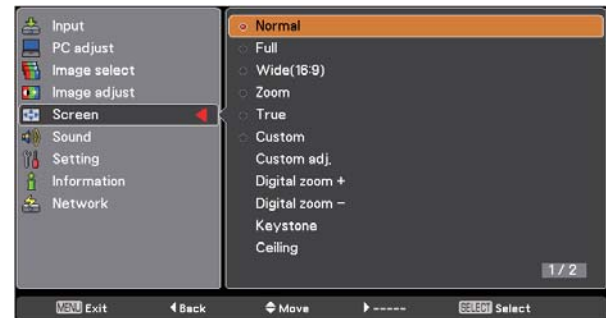 Input
PC adjust
Image select
Image adjust
Screen
Sound
Setting
Information
Network
Normal
Full
Wide(16:9)
Zoom
True
Custom
Custom adj.
Digital zoom +
Digital zoom –
Keystone
Ceiling
1/2
MENU Exit Back Move ----- SELECT Select